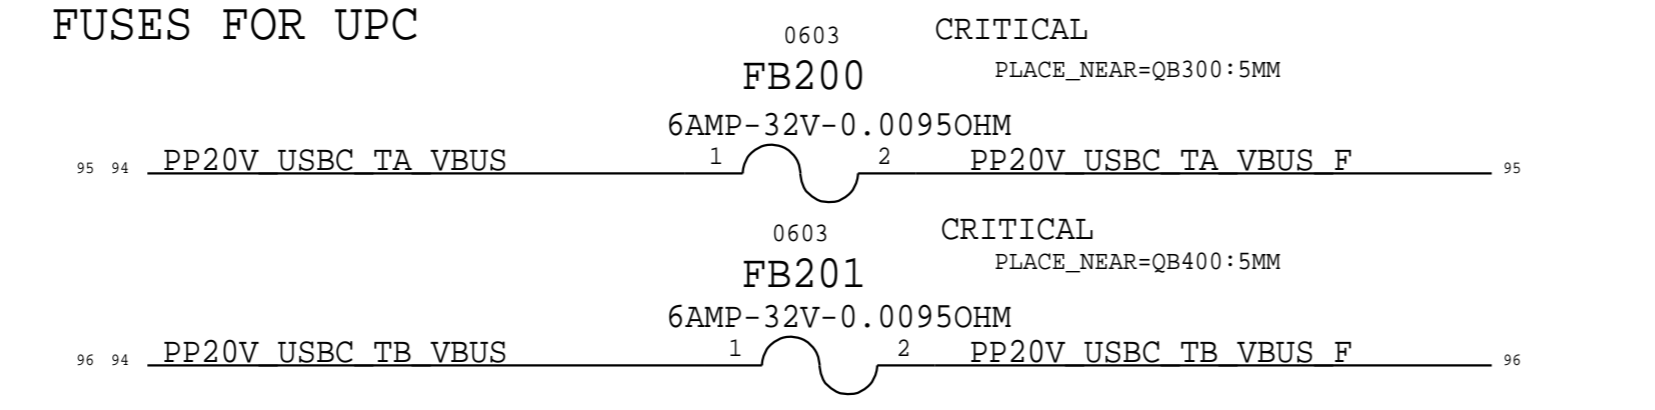 FUSES FOR UPC
0603 CRITICAL
FB200 PLACE_NEAR=QB300:5MM
6AMP-32V-0.0095OHM
95 94 PP20V_USBC_TA_VBUS 1 2 PP20V_USBC_TA_VBUS_F 95
0603 CRITICAL
FB201 PLACE_NEAR=QB400:5MM
6AMP-32V-0.0095OHM
96 94 PP20V_USBC_TB_VBUS 1 2 PP20V_USBC_TB_VBUS_F 96